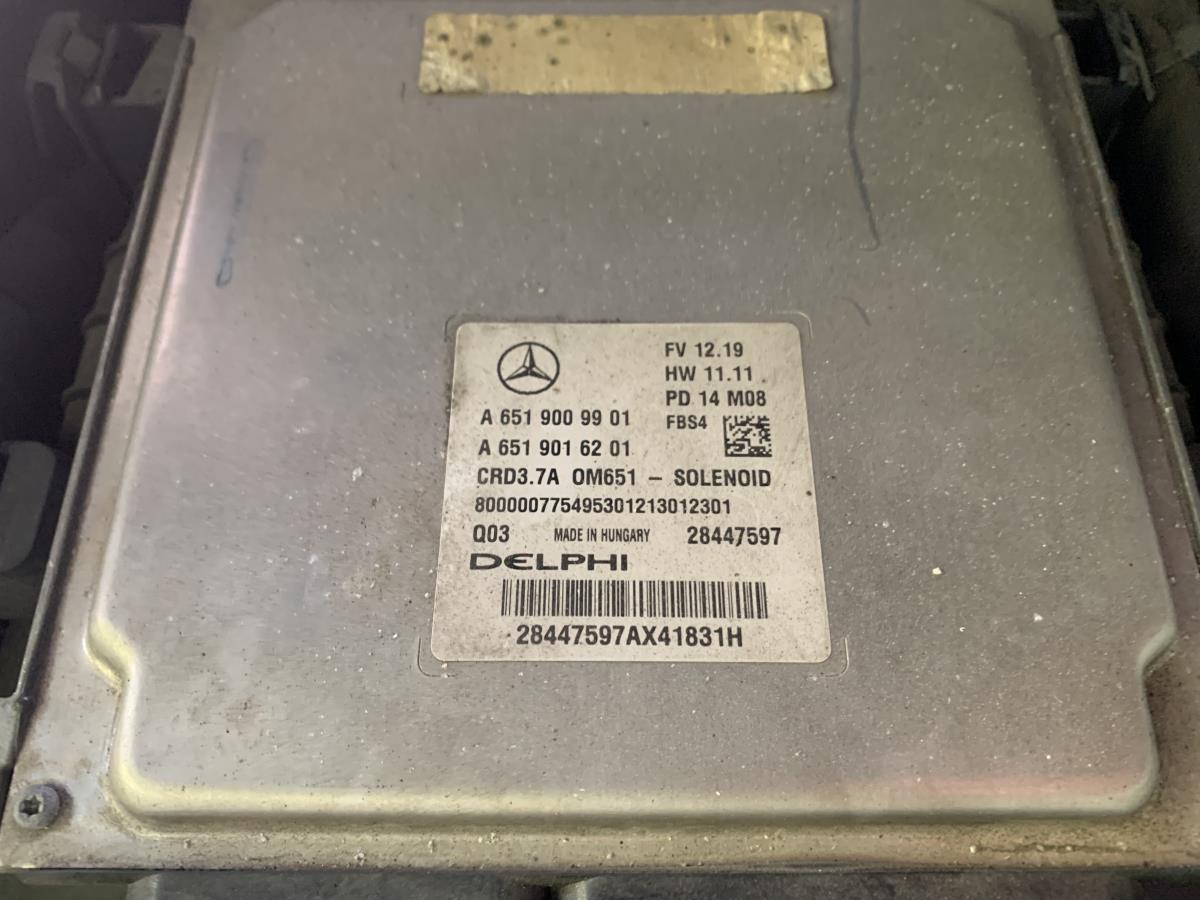 FV 12.19
HW 11.11
PD 14 M08
FBS4
A 651 900 99 01
A 651 901 62 01
CRD3.7A OM651 - SOLENOID
800000775495301213012301
Q03 MADE IN HUNGARY 28447597
DELPHI
28447597AX41831H